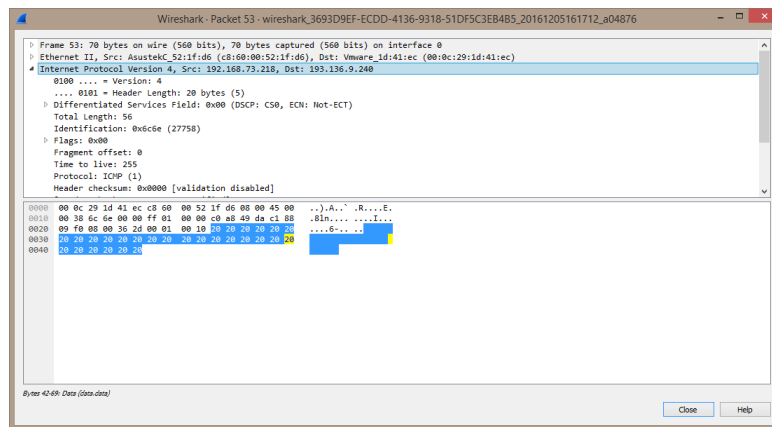 Wireshark · Packet 53 · wireshark_3693D9EF-ECDD-4136-9318-51DF5C3EB4B5_20161205161712_a04876
Frame 53: 70 bytes on wire (560 bits), 70 bytes captured (560 bits) on interface 0
Ethernet II, Src: AsustekC_52:1f:d6 (c8:60:00:52:1f:d6), Dst: Vmware_1d:41:ec (00:0c:29:1d:41:ec)
Internet Protocol Version 4, Src: 192.168.73.218, Dst: 193.136.9.240
0100 .... = Version: 4
.... 0101 = Header Length: 20 bytes (5)
Differentiated Services Field: 0x00 (DSCP: CS0, ECN: Not-ECT)
Total Length: 56
Identification: 0x6c6e (27758)
Flags: 0x00
Fragment offset: 0
Time to live: 255
Protocol: ICMP (1)
Header checksum: 0x0000 [validation disabled]
0000 00 0c 29 1d 41 ec c8 60 00 52 1f d6 08 00 45 00 ..).A..` .R....E.
0010 00 38 6c 6e 00 00 ff 01 00 00 c0 a8 49 da c1 88 .8ln.... ....I...
0020 09 f0 08 00 36 2d 00 01 00 10 20 20 20 20 20 20 ....6-.. ..
0030 20 20 20 20 20 20 20 20 20 20 20 20 20 20 20 20
0040 20 20 20 20 20 20
Bytes 42-69: Data (data.data)
Close Help